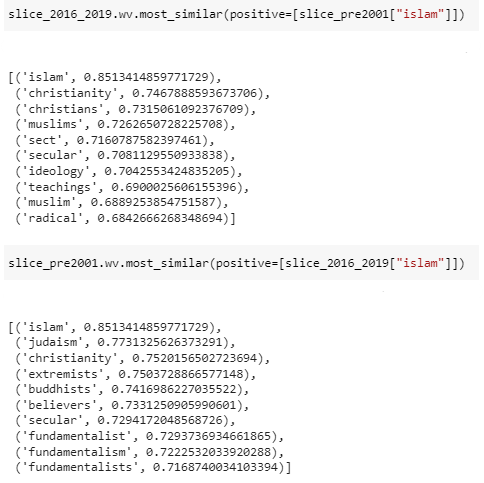 slice_2016_2019.wv.most_similar(positive=[slice_pre2001["islam"]])
[('islam', 0.8513414859771729),
('christianity', 0.7467888593673706),
('christians', 0.7315061092376709),
('muslims', 0.7262650728225708),
('sect', 0.7160787582397461),
('secular', 0.7081129550933838),
('ideology', 0.7042553424835205),
('teachings', 0.6900025606155396),
('muslim', 0.6889253854751587),
('radical', 0.6842666268348694)]
slice_pre2001.wv.most_similar(positive=[slice_2016_2019["islam"]])
[('islam', 0.8513414859771729),
('judaism', 0.7731325626373291),
('christianity', 0.7520156502723694),
('extremists', 0.7503728866577148),
('buddhists', 0.7416986227035522),
('believers', 0.7331250905990601),
('secular', 0.7294172048568726),
('fundamentalist', 0.7293736934661865),
('fundamentalism', 0.7222532033920288),
('fundamentalists', 0.7168740034103394)]